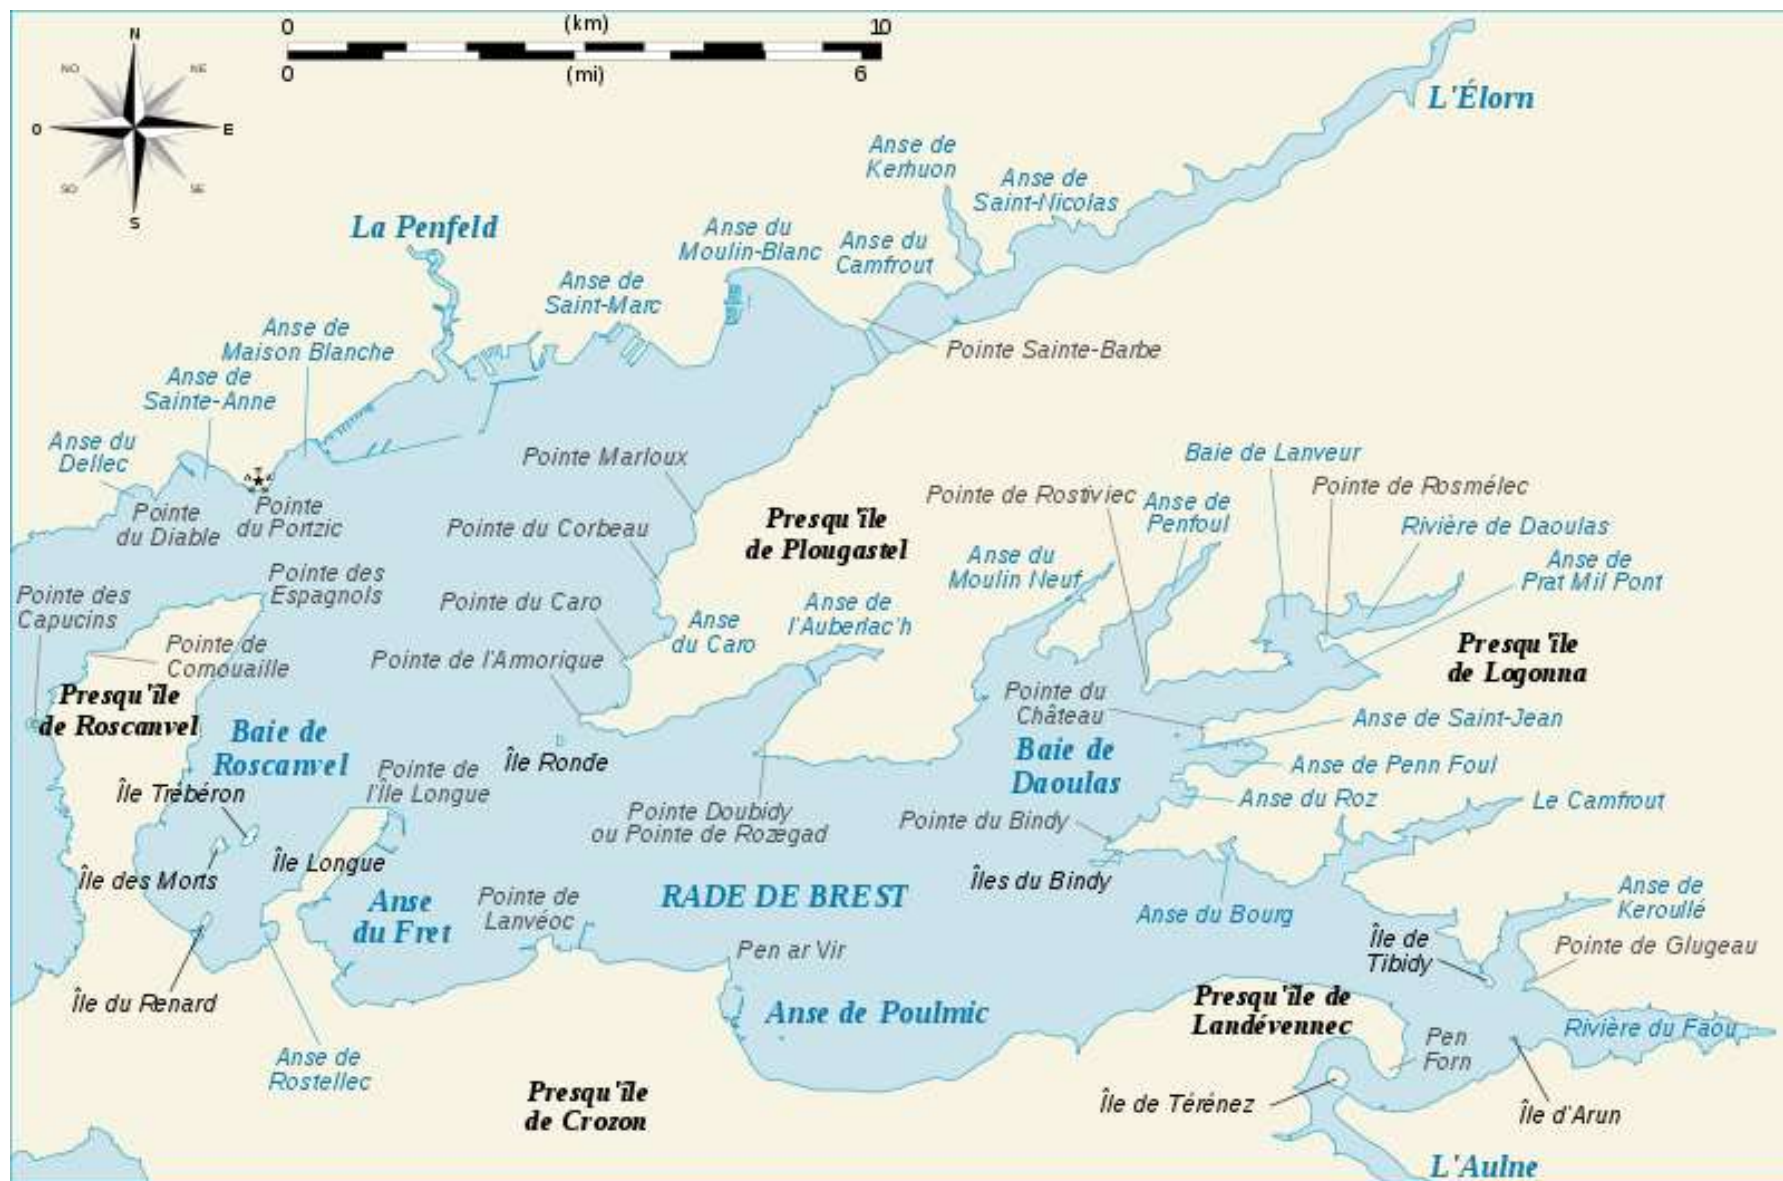 0
(km)
10
0
(mi)
6
N
NO
NE
O
E
SO
SE
S
L'Élorn
Anse de
Kerhuon
Anse de
Saint-Nicolas
La Penfeld
Anse du
Moulin-Blanc
Anse du
Camfrout
Anse de
Saint-Marc
Anse de
Maison Blanche
Pointe Sainte-Barbe
Anse de
Sainte-Anne
Anse du
Dellec
Pointe
du Diable
Pointe
du Portzic
Pointe Marloux
Baie de Lanveur
Pointe de Rosmélec
Pointe de Rostiviec
Anse de
Penfoul
Presqu'île
de Plougastel
Pointe du Corbeau
Rivière de Daoulas
Anse du
Moulin Neuf
Anse de
Prat Mil Pont
Pointe des
Espagnols
Pointe des
Capucins
Pointe du Caro
Anse
du Caro
Anse de
l'Auberlac'h
Pointe de
Cornouaille
Pointe de l'Armorique
Presqu'île
de Logonna
Presqu'île
de Roscanvel
Pointe du
Château
Anse de Saint-Jean
Baie de
Roscanvel
Île Ronde
Baie de
Daoulas
Anse de Penn Foul
Pointe de
l'Île Longue
Île Trébéron
Anse du Roz
Le Camfrout
Pointe Doubidy
ou Pointe de Rozegad
Pointe du Bindy
Île Longue
Île des Morts
Îles du Bindy
Anse
du Fret
Pointe de
Lanvéoc
RADE DE BREST
Anse du Bourg
Anse de
Keroullé
Île de
Tibidy
Pointe de Glugeau
Pen ar Vir
Île du Renard
Anse de Poulmic
Presqu'île de
Landévennec
Pen
Forn
Rivière du Faou
Anse de
Rostellec
Presqu'île
de Crozon
Île de Térénez
Île d'Arun
L'Aulne